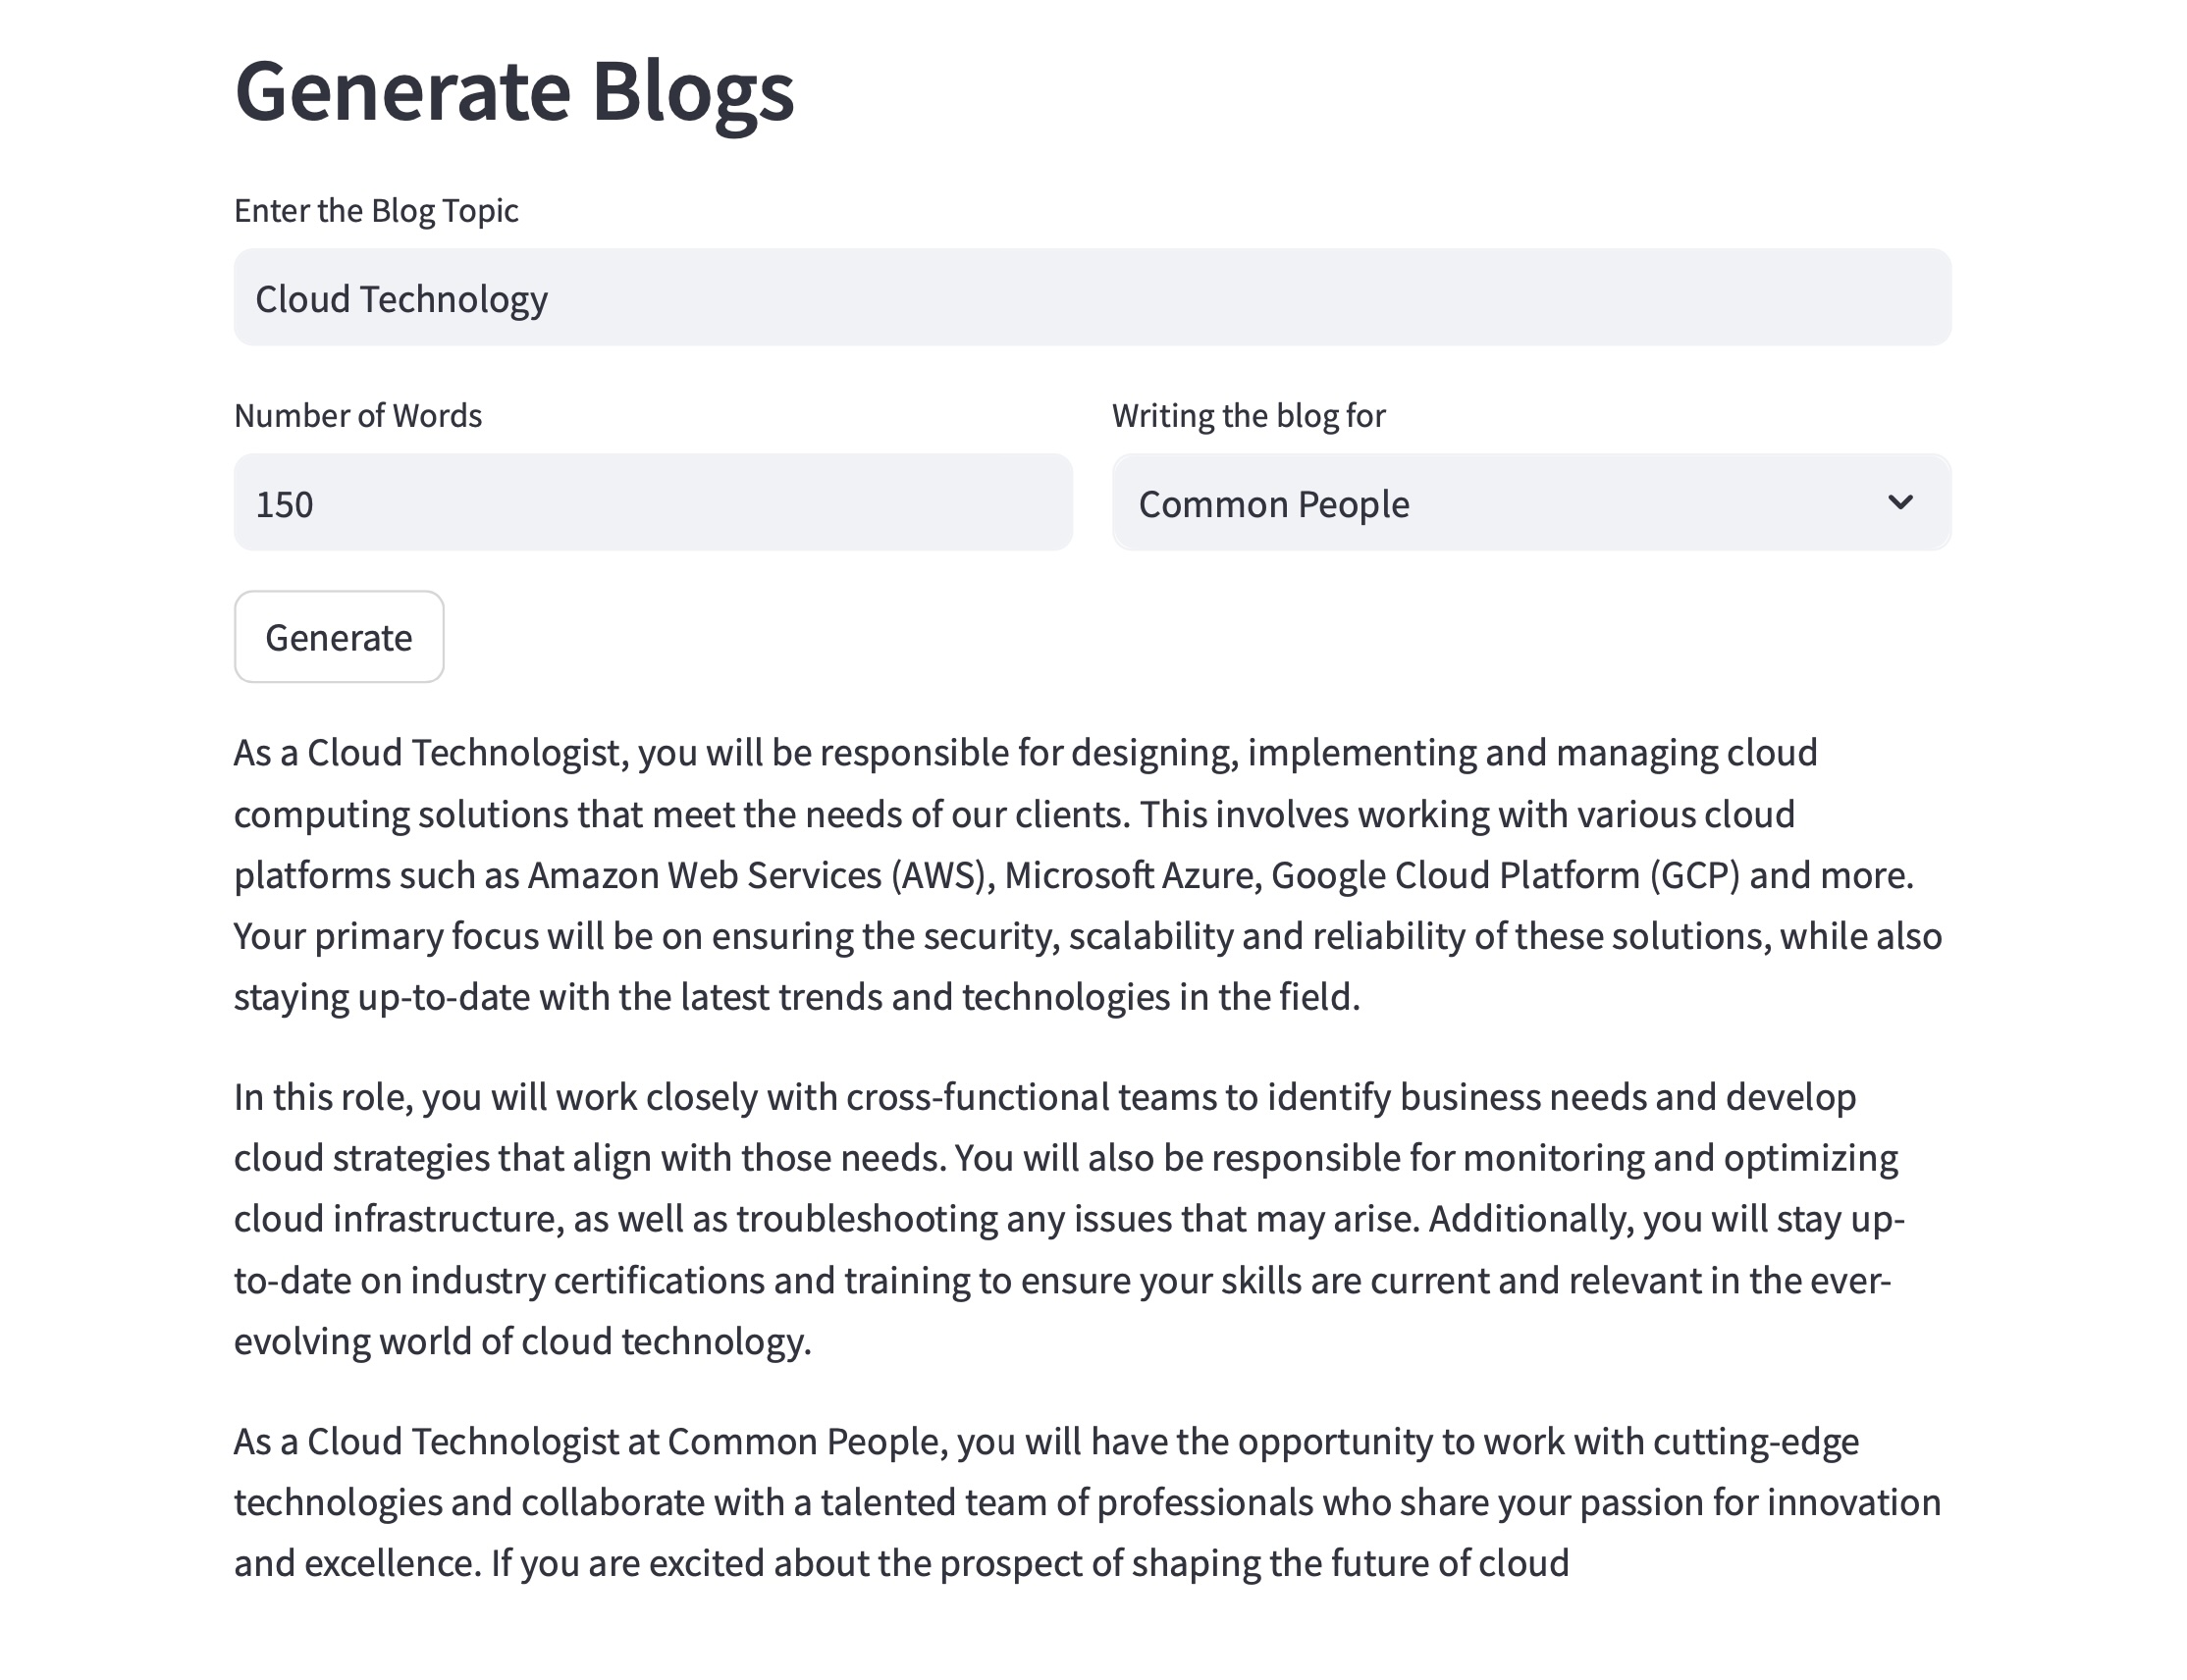 Generate Blogs
Enter the Blog Topic
Cloud Technology
Number of Words
Writing the blog for
150
Common People
Generate
As a Cloud Technologist, you will be responsible for designing, implementing and managing cloud
computing solutions that meet the needs of our clients. This involves working with various cloud
platforms such as Amazon Web Services (AWS), Microsoft Azure, Google Cloud Platform (GCP) and more.
Your primary focus will be on ensuring the security, scalability and reliability of these solutions, while also
staying up-to-date with the latest trends and technologies in the field.
In this role, you will work closely with cross-functional teams to identify business needs and develop
cloud strategies that align with those needs. You will also be responsible for monitoring and optimizing
cloud infrastructure, as well as troubleshooting any issues that may arise. Additionally, you will stay up-
to-date on industry certifications and training to ensure your skills are current and relevant in the ever-
evolving world of cloud technology.
As a Cloud Technologist at Common People, you will have the opportunity to work with cutting-edge
technologies and collaborate with a talented team of professionals who share your passion for innovation
and excellence. If you are excited about the prospect of shaping the future of cloud